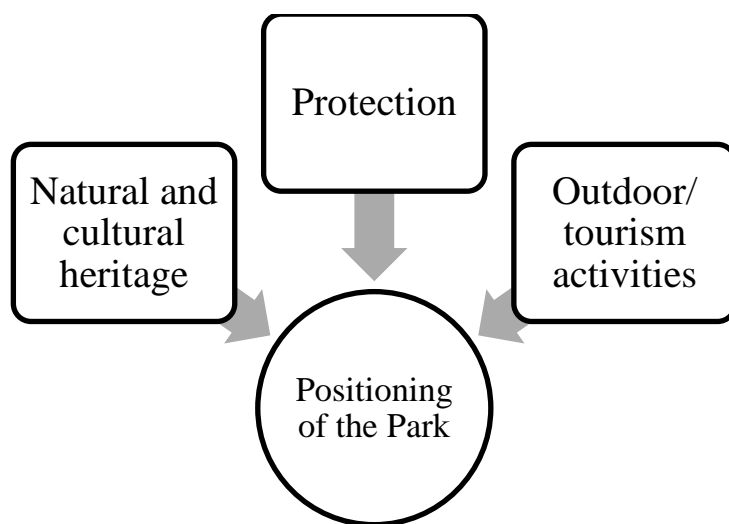 Protection
Natural and
cultural
heritage
Outdoor/
tourism
activities
Positioning
of the Park